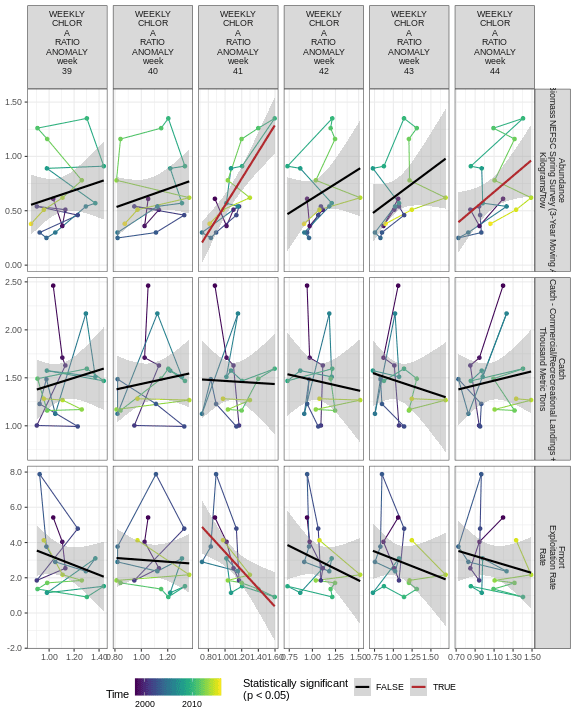 WEEKLY CHLOR A RATIO ANOMALY week 39
WEEKLY CHLOR A RATIO ANOMALY week 40
WEEKLY CHLOR A RATIO ANOMALY week 41
WEEKLY CHLOR A RATIO ANOMALY week 42
WEEKLY CHLOR A RATIO ANOMALY week 43
WEEKLY CHLOR A RATIO ANOMALY week 44
1.50
1.00
0.50
0.00
Abundance
Biomass NEFSC Spring Survey (3-Year Moving
Kilograms/Tow
2.50
2.00
1.50
1.00
Catch
Catch - Commercial/Recreational Landings +
Thousand Metric Tons
8.0
6.0
4.0
2.0
0.0
-2.0
Fmort
Exploitation Rate
Rate
1.00 1.20 1.40
0.80 1.00 1.20
0.80 1.00 1.20 1.40 1.60
0.75 1.00 1.25 1.50
0.75 1.00 1.25 1.50
0.70 0.90 1.10 1.30 1.50
Time
2000 2010
Statistically significant
(p < 0.05)
FALSE
TRUE